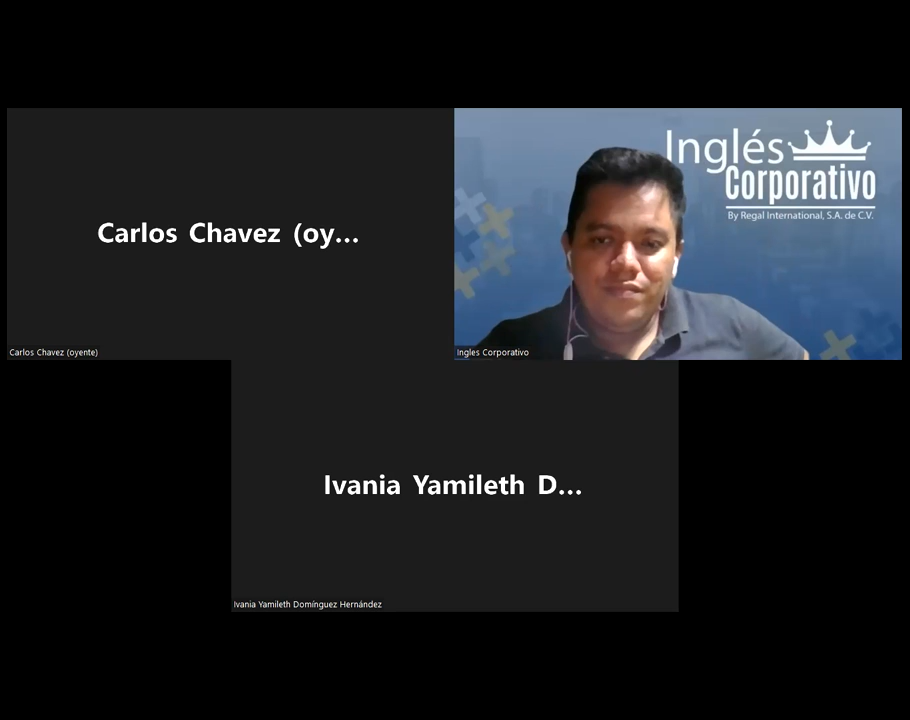 Carlos Chavez (oy...
Carlos Chavez (oyente)
Inglés
Corporativo
By Regal International, S.A. de C.V.
Ingles Corporativo
Ivania Yamileth D...
Ivania Yamileth Domínguez Hernández